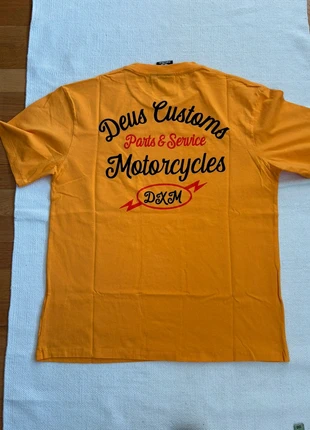 Deus Customs
Parts & Service
Motorcycles
DXM